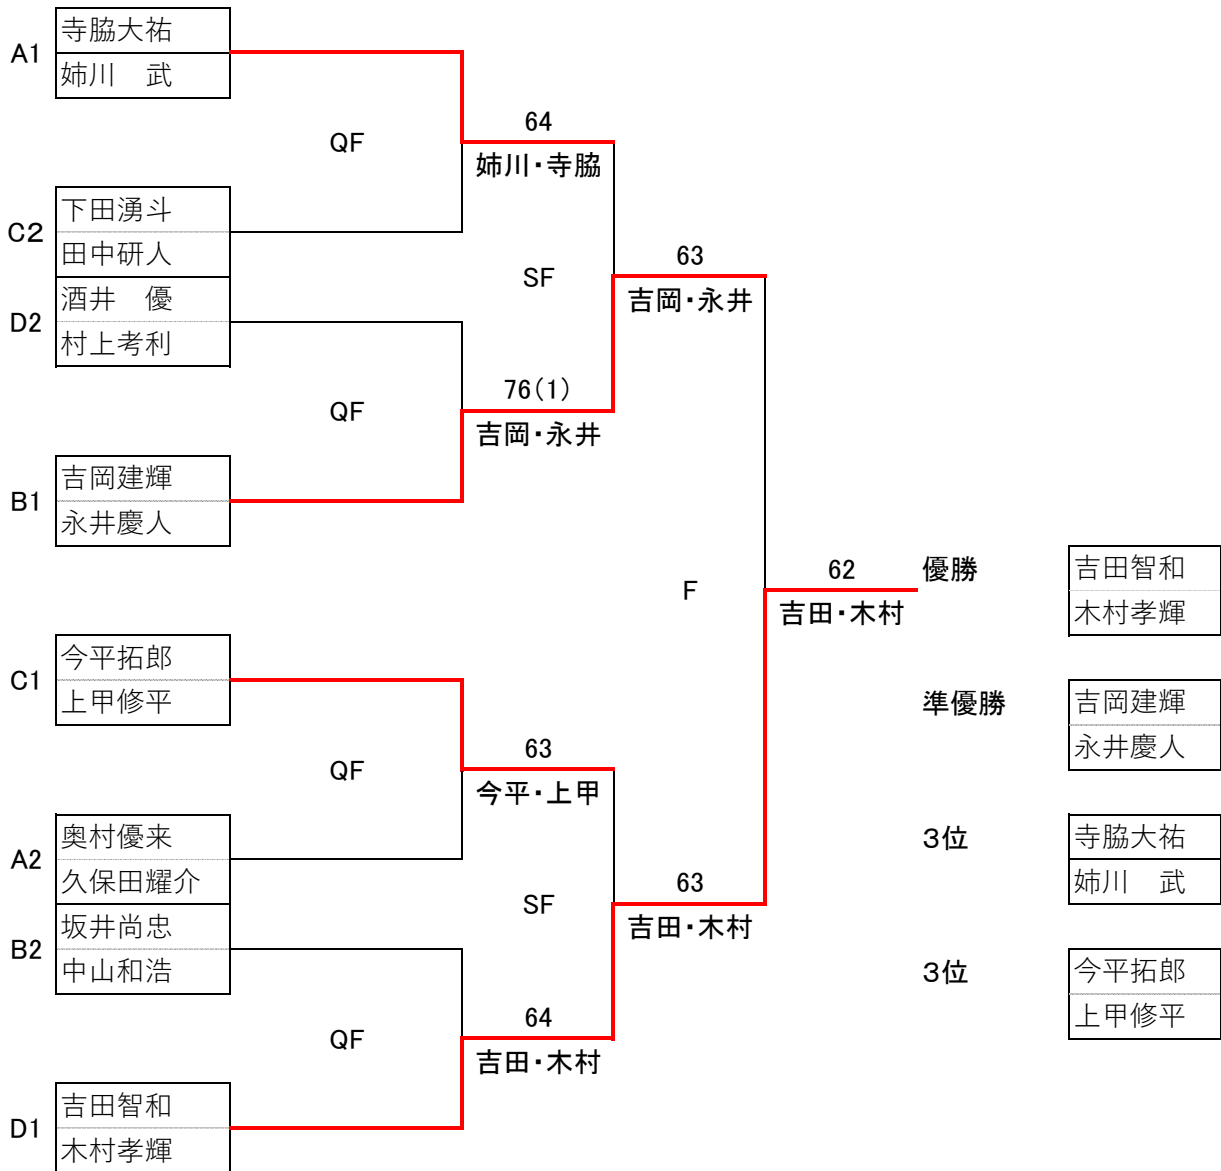 寺脇大祐
A1
姉川　武
64
QF
姉川・寺脇
下田湧斗
C2
田中研人
63
SF
酒井　優
吉岡・永井
D2
村上考利
76(1)
QF
吉岡・永井
吉岡建輝
B1
永井慶人
62
優勝
吉田智和
F
吉田・木村
木村孝輝
今平拓郎
C1
上甲修平
準優勝
吉岡建輝
永井慶人
63
QF
今平・上甲
奥村優来
3位
寺脇大祐
A2
久保田耀介
63
姉川　武
SF
坂井尚忠
吉田・木村
B2
中山和浩
3位
今平拓郎
上甲修平
64
QF
吉田・木村
吉田智和
D1
木村孝輝